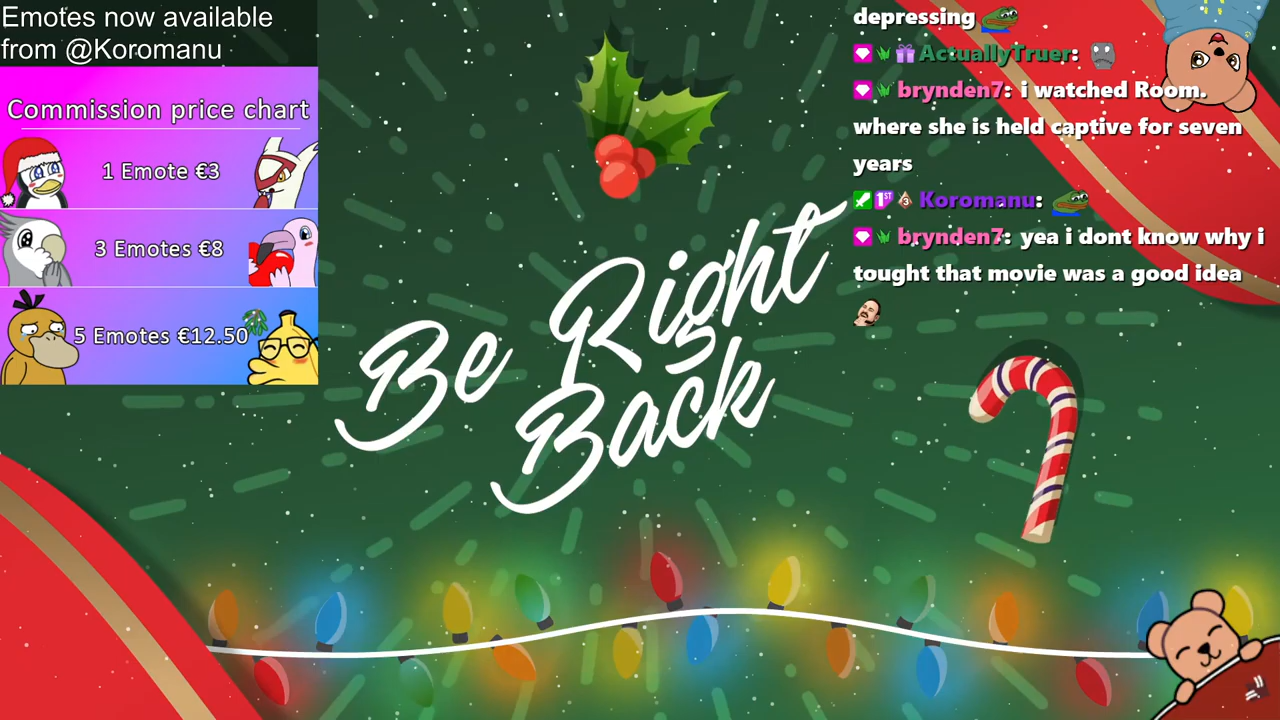 Emotes now available
from @Koromanu
Commission price chart
1 Emote €3
3 Emotes €8
5 Emotes €12.50
Be Right
Back
depressing
ActuallyTruer:
brynden7: i watched Room.
where she is held captive for seven
years
1ST 3 Koromanu:
brynden7: yea i dont know why i
tought that movie was a good idea